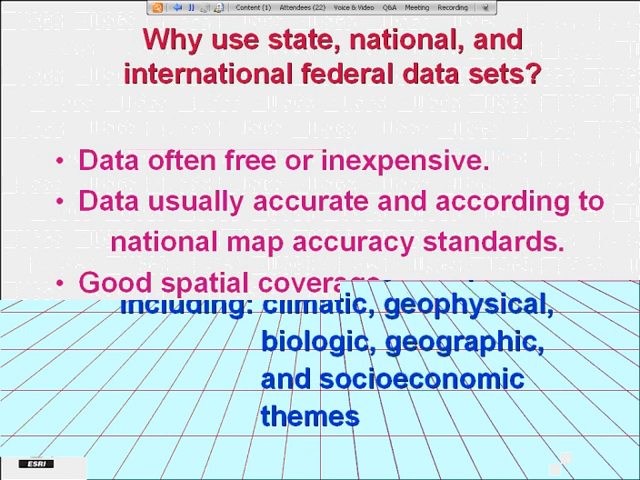 Content (1) Attendees (22) Voice & Video Q&A Meeting Recording
Why use state, national, and
international federal data sets?
• Data often free or inexpensive.
• Data usually accurate and according to
national map accuracy standards.
• Good spatial coverage
including: climatic, geophysical,
biologic, geographic,
and socioeconomic
themes
ESRI